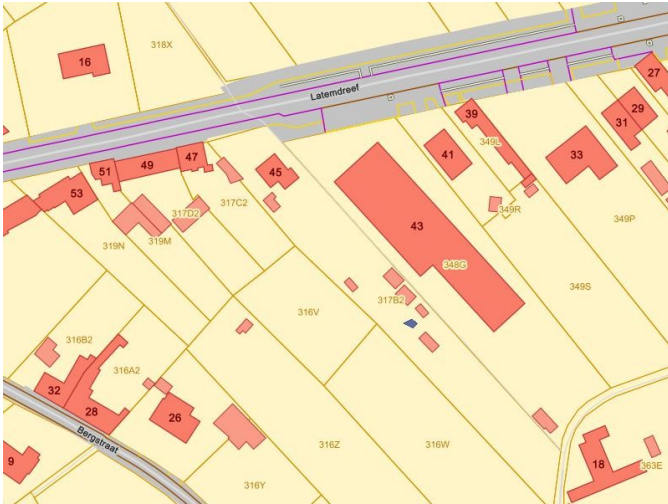 318X
16
Latemdreef
27
29
31
39
41
349L
33
51
49
47
45
53
317D2
317C2
319N
319M
43
349R
349P
348G
349S
317B2
316V
316B2
316A2
32
28
26
Bergstraat
9
316Z
316W
316Y
18
363E